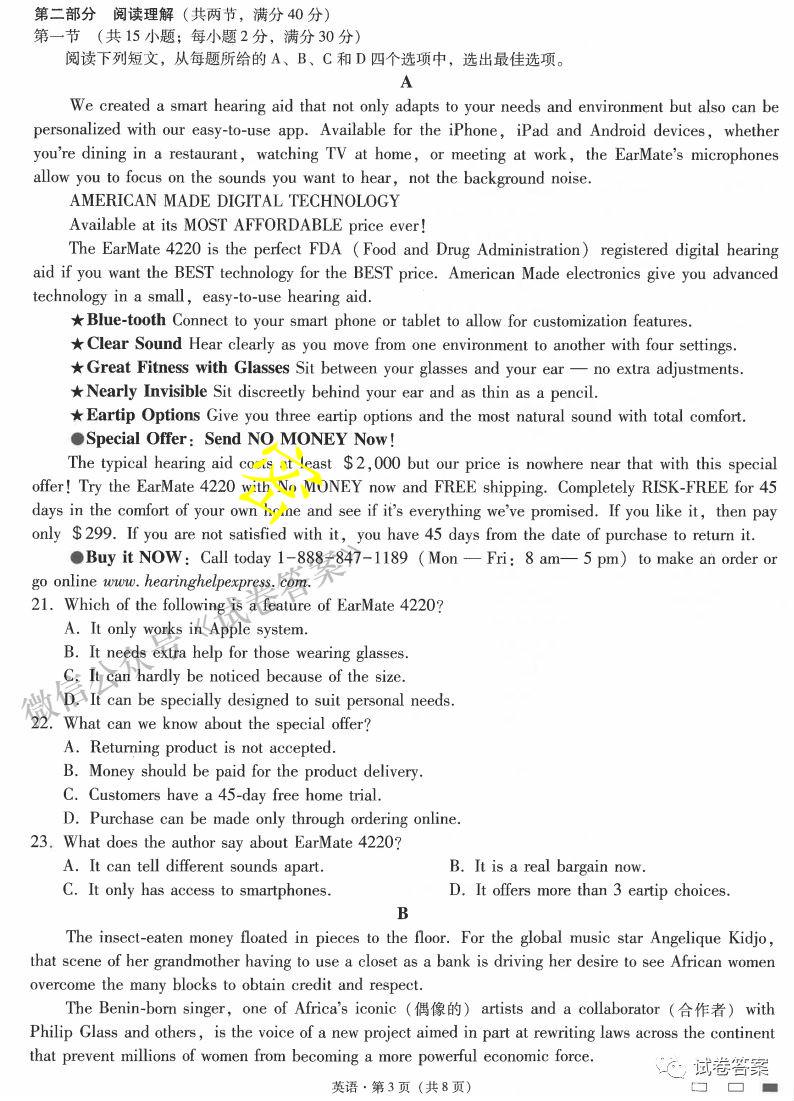 第二部分 阅读理解（共两节，满分 40 分）
第一节 （共 15 小题；每小题 2 分，满分 30 分）
阅读下列短文，从每题所给的 A、B、C 和 D 四个选项中，选出最佳选项。
A
We created a smart hearing aid that not only adapts to your needs and environment but also can be
personalized with our easy-to-use app. Available for the iPhone, iPad and Android devices, whether
you're dining in a restaurant, watching TV at home, or meeting at work, the EarMate's microphones
allow you to focus on the sounds you want to hear, not the background noise.
AMERICAN MADE DIGITAL TECHNOLOGY
Available at its MOST AFFORDABLE price ever!
The EarMate 4220 is the perfect FDA (Food and Drug Administration) registered digital hearing
aid if you want the BEST technology for the BEST price. American Made electronics give you advanced
technology in a small, easy-to-use hearing aid.
★Blue-tooth Connect to your smart phone or tablet to allow for customization features.
★Clear Sound Hear clearly as you move from one environment to another with four settings.
★Great Fitness with Glasses Sit between your glasses and your ear — no extra adjustments.
★Nearly Invisible Sit discreetly behind your ear and as thin as a pencil.
★Eartip Options Give you three eartip options and the most natural sound with total comfort.
●Special Offer: Send NO MONEY Now!
The typical hearing aid costs at least $2,000 but our price is nowhere near that with this special
offer! Try the EarMate 4220 with No MONEY now and FREE shipping. Completely RISK-FREE for 45
days in the comfort of your own home and see if it's everything we've promised. If you like it, then pay
only $299. If you are not satisfied with it, you have 45 days from the date of purchase to return it.
●Buy it NOW: Call today 1-888-847-1189 (Mon — Fri: 8 am— 5 pm) to make an order or
go online www. hearinghelpexpress. com.
21. Which of the following is a feature of EarMate 4220?
A. It only works in Apple system.
B. It needs extra help for those wearing glasses.
C. It can hardly be noticed because of the size.
D. It can be specially designed to suit personal needs.
22. What can we know about the special offer?
A. Returning product is not accepted.
B. Money should be paid for the product delivery.
C. Customers have a 45-day free home trial.
D. Purchase can be made only through ordering online.
23. What does the author say about EarMate 4220?
A. It can tell different sounds apart. B. It is a real bargain now.
C. It only has access to smartphones. D. It offers more than 3 eartip choices.
B
The insect-eaten money floated in pieces to the floor. For the global music star Angelique Kidjo,
that scene of her grandmother having to use a closet as a bank is driving her desire to see African women
overcome the many blocks to obtain credit and respect.
The Benin-born singer, one of Africa's iconic (偶像的) artists and a collaborator (合作者) with
Philip Glass and others, is the voice of a new project aimed in part at rewriting laws across the continent
that prevent millions of women from becoming a more powerful economic force.
英语·第 3 页（共 8 页）
微信公众号《试卷答案》
试卷答案